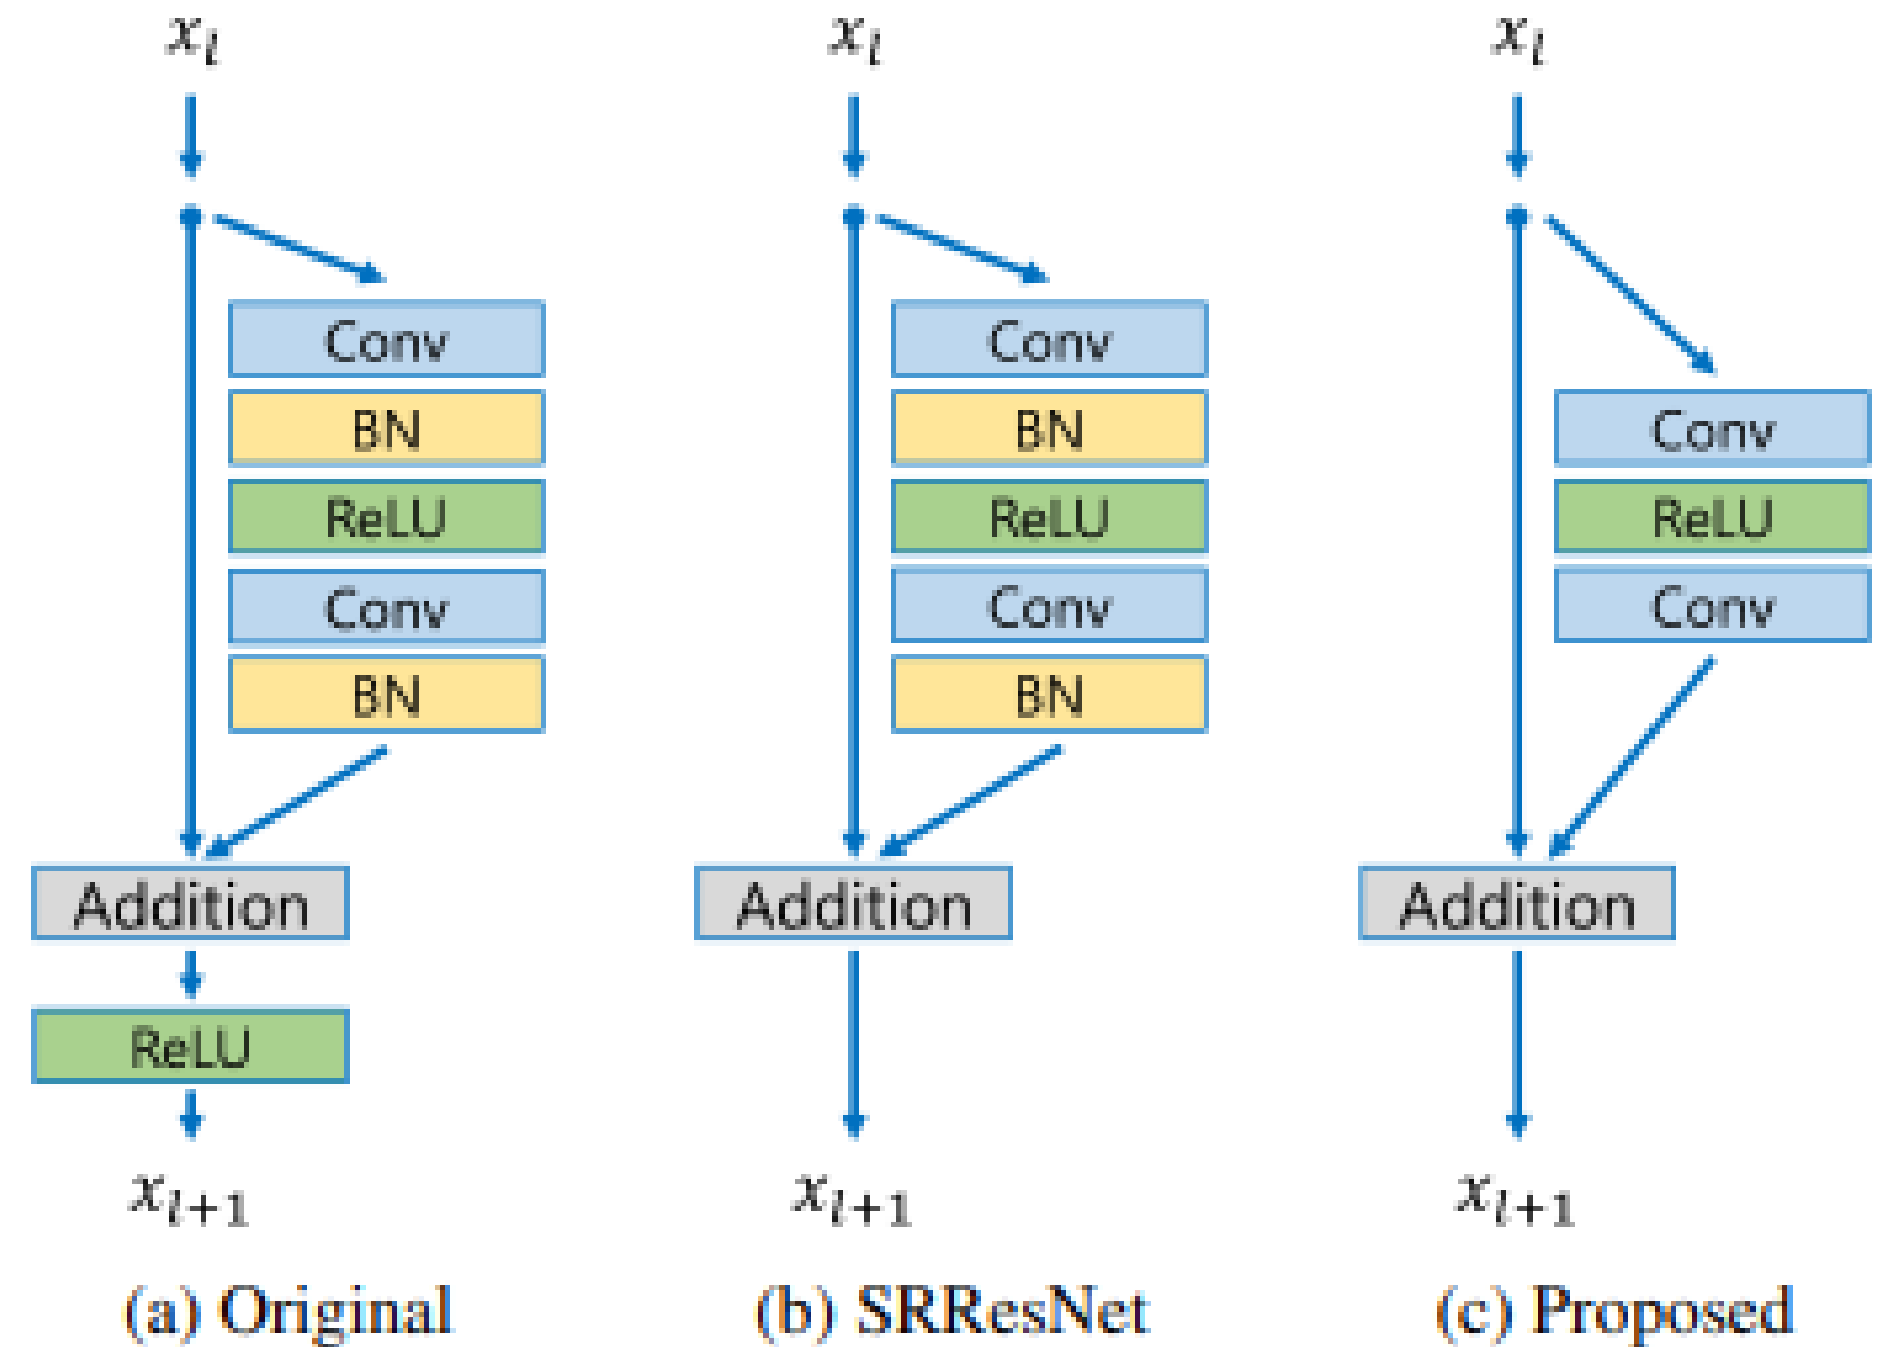 x_l
Conv
BN
ReLU
Conv
BN
Addition
ReLU
x_{l+1}
(a) Original
x_l
Conv
BN
ReLU
Conv
BN
Addition
x_{l+1}
(b) SRResNet
x_l
Conv
ReLU
Conv
Addition
x_{l+1}
(c) Proposed